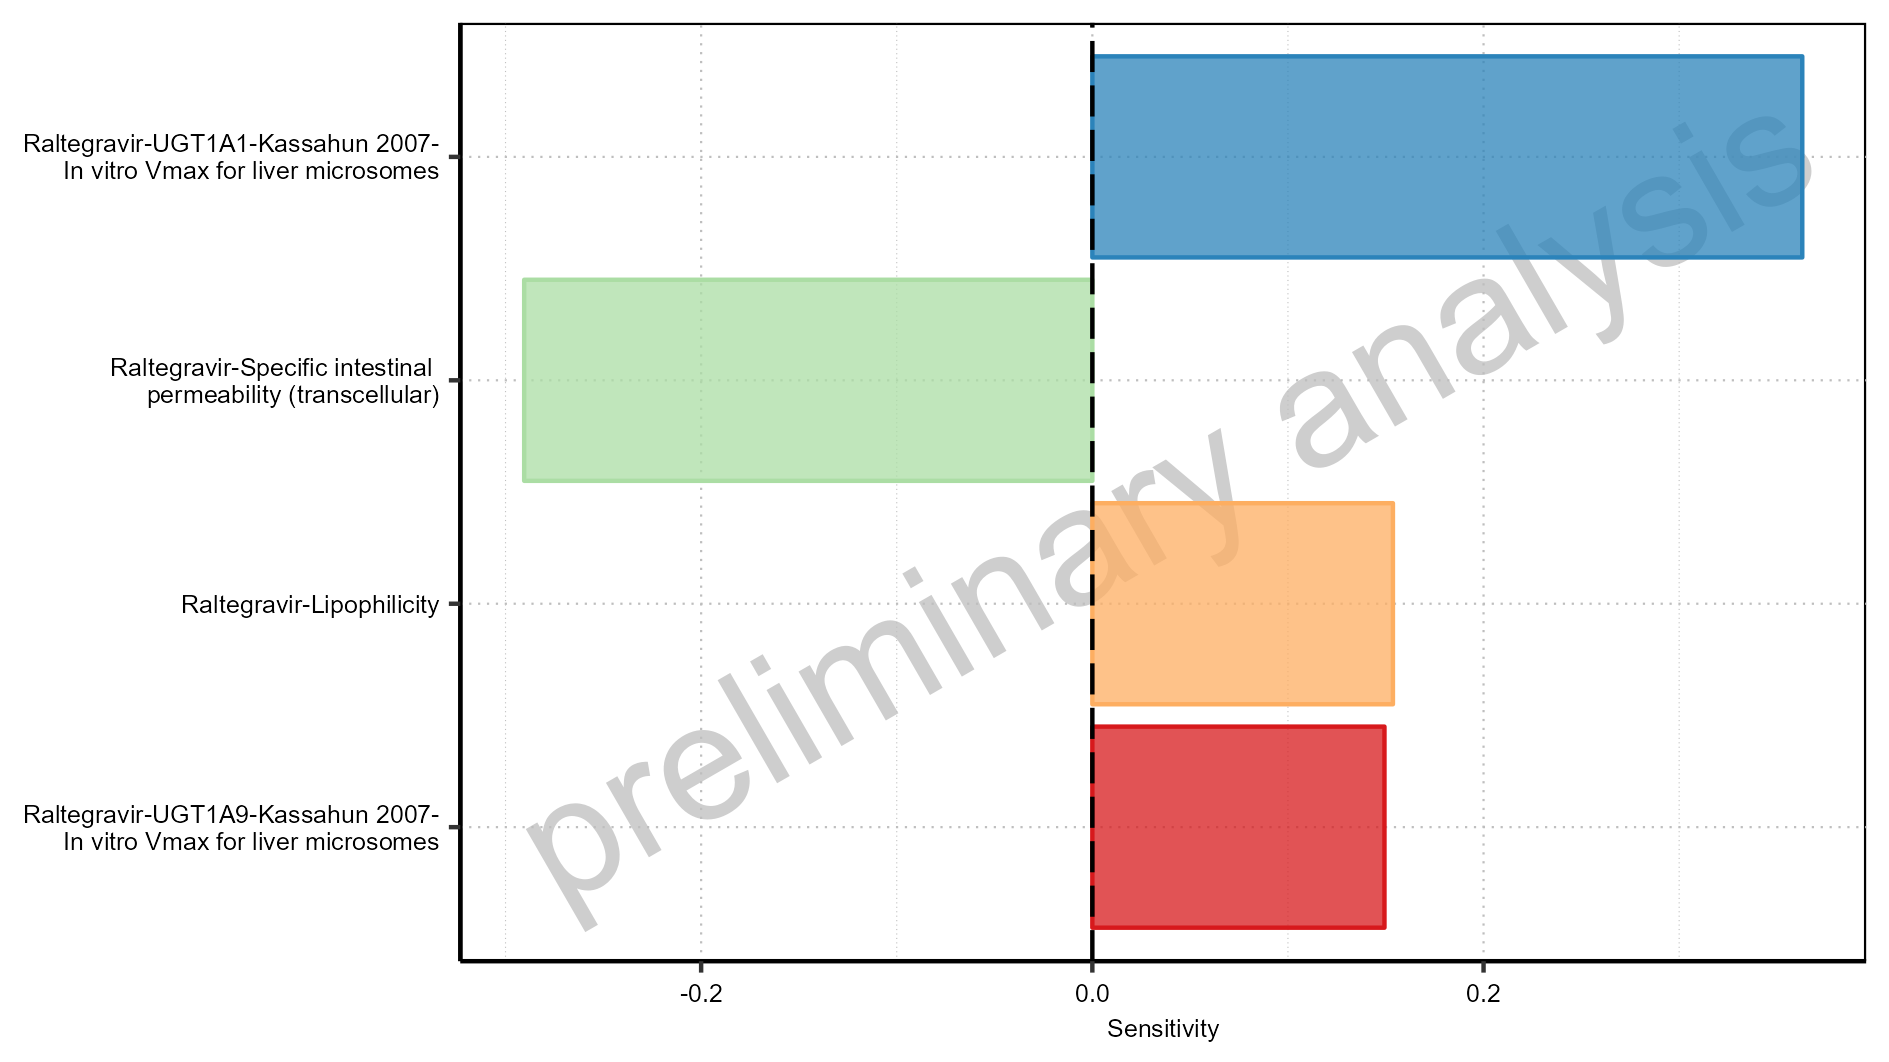 Raltegravir-UGT1A1-Kassahun 2007-
In vitro Vmax for liver microsomes
Raltegravir-Specific intestinal
permeability (transcellular)
Raltegravir-Lipophilicity
Raltegravir-UGT1A9-Kassahun 2007-
In vitro Vmax for liver microsomes
preliminary analysis
-0.2 0.0 0.2
Sensitivity